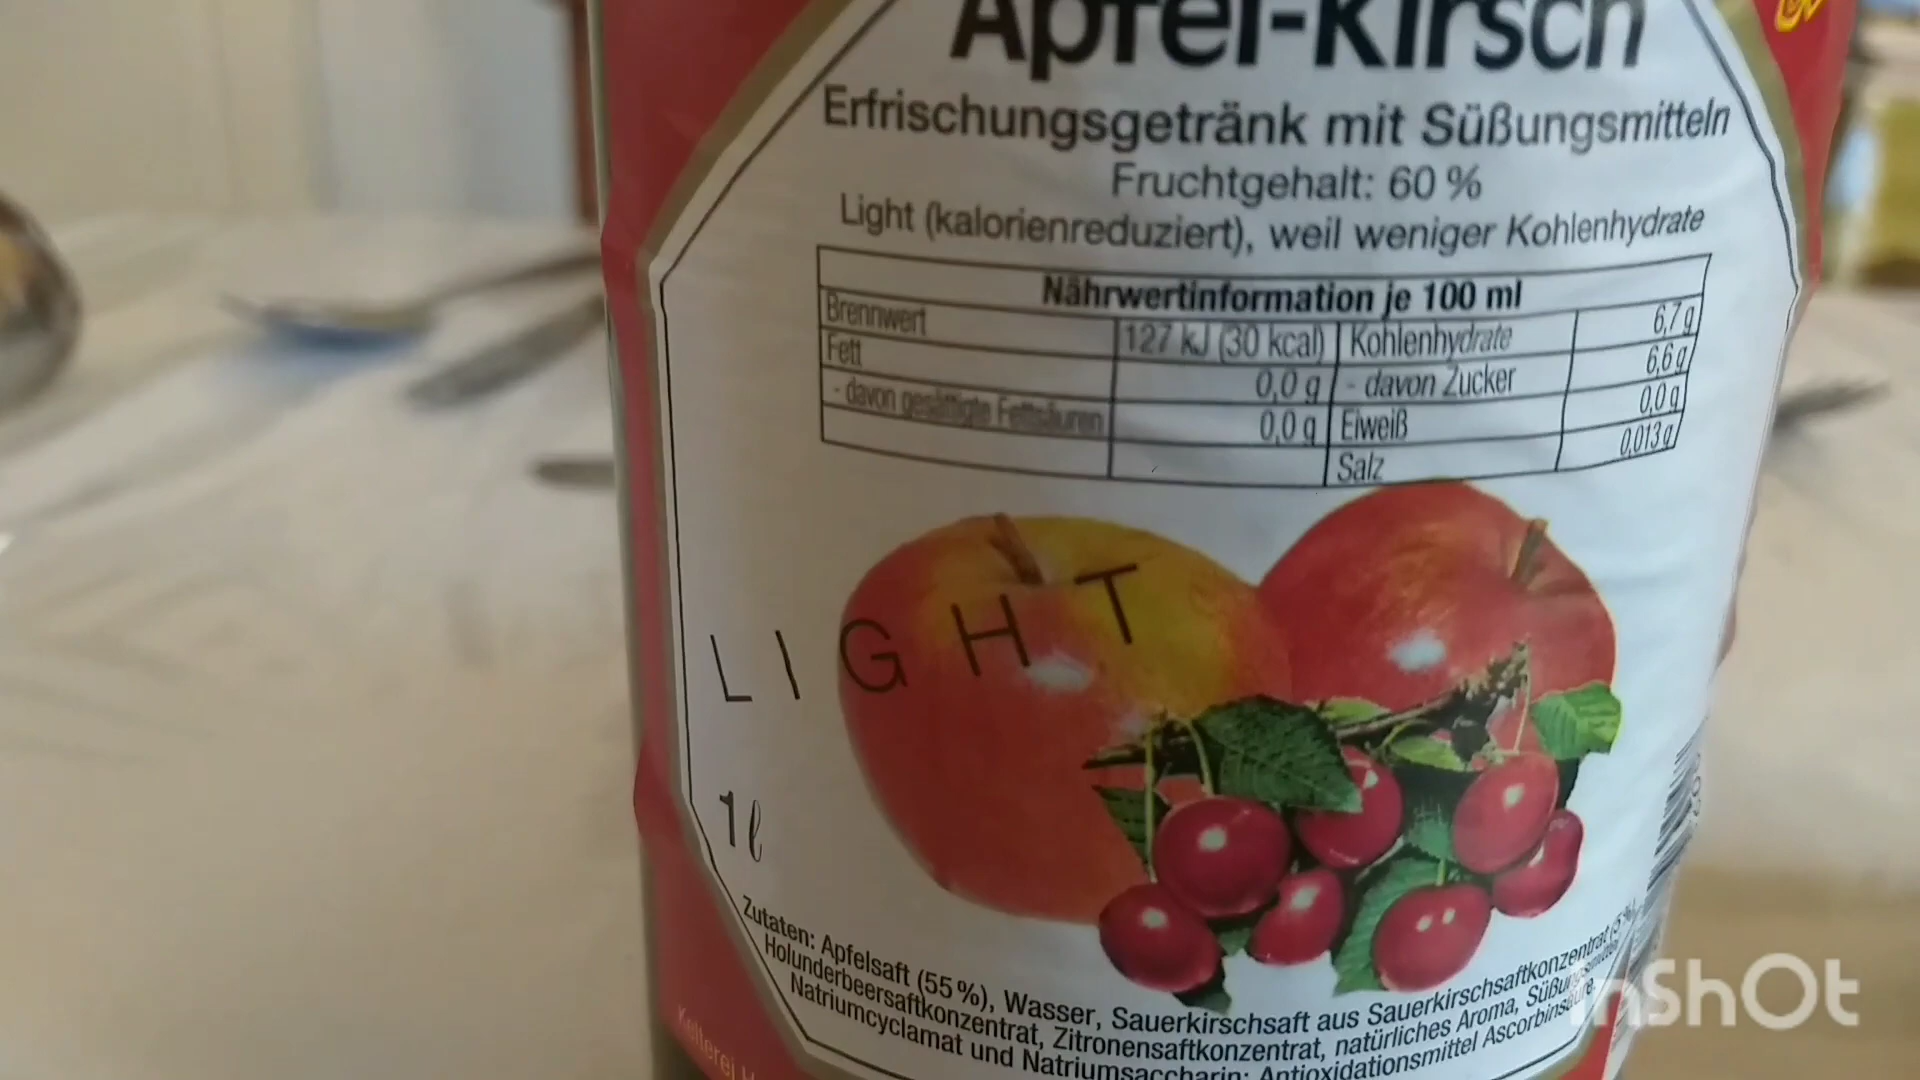 Apfel-Kirsch
Erfrischungsgetränk mit Süßungsmitteln
Fruchtgehalt: 60 %
Light (kalorienreduziert), weil weniger Kohlenhydrate
Nährwertinformation je 100 ml
Brennwert 127 kJ (30 kcal) Kohlenhydrate 6,7 g
Fett 0,0 g - davon Zucker 6,6 g
- davon gesättigte Fettsäuren 0,0 g Eiweiß 0,0 g
Salz 0,013 g
LIGHT
1 ℓ
Zutaten: Apfelsaft (55 %), Wasser, Sauerkirschsaft aus Sauerkirschsaftkonzentrat (5 %),
Holunderbeersaftkonzentrat, Zitronensaftkonzentrat, natürliches Aroma, Süßungsmittel
Natriumcyclamat und Natriumsaccharin; Antioxidationsmittel Ascorbinsäure.
Kelterei
InShOt